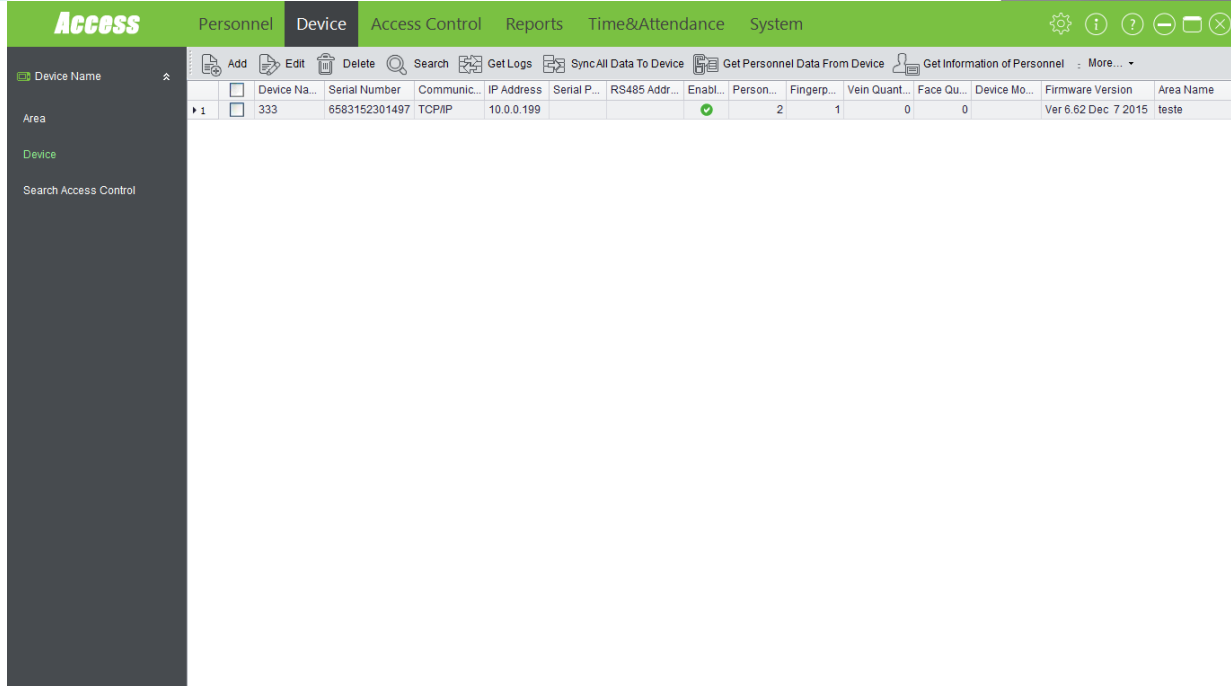 Access Personnel Device Access Control Reports Time&Attendance System
Add Edit Delete Search Get Logs Sync All Data To Device Get Personnel Data From Device Get Information of Personnel : More... 
Device Name
Device Na... Serial Number Communic... IP Address Serial P... RS485 Addr... Enabl... Person... Fingerp... Vein Quant... Face Qu... Device Mo... Firmware Version Area Name
1 333 6583152301497 TCP/IP 10.0.0.199 2 1 0 0 Ver 6.62 Dec 7 2015 teste
Area
Device
Search Access Control